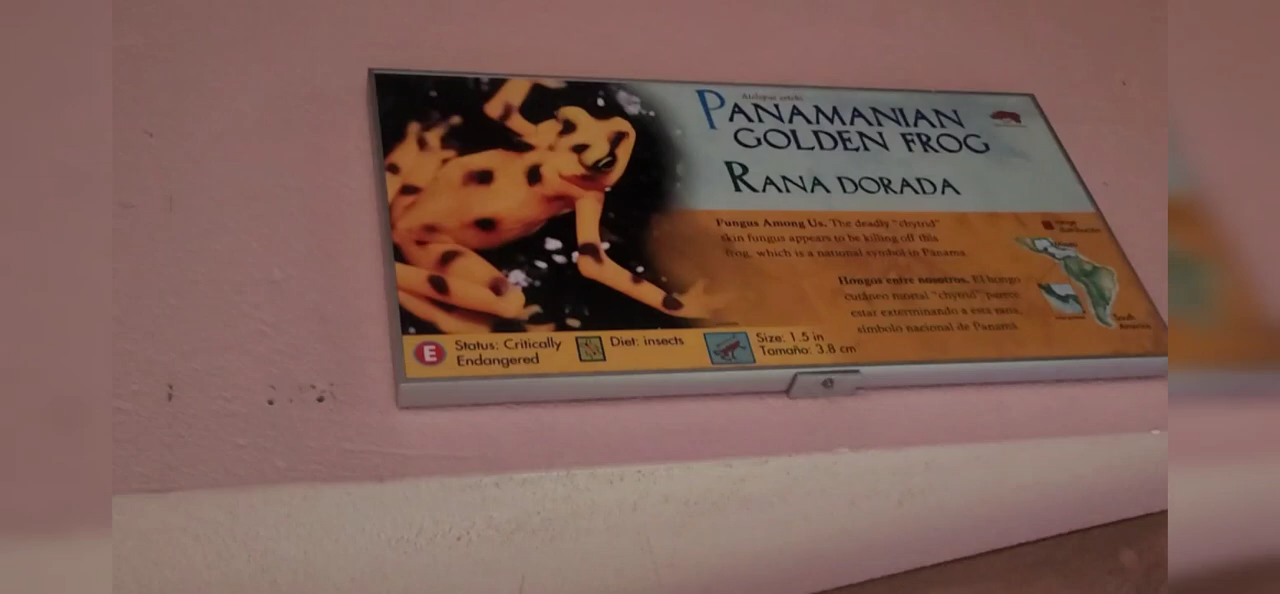 PANAMANIAN
GOLDEN FROG
RANA DORADA
Fungus Among Us. The deadly "chytrid"
skin fungus appears to be killing off this
frog, which is a national symbol in Panama.
Hongos entre nosotros. El hongo
cutáneo mortal "chytrid" parece
estar exterminando a esta rana,
símbolo nacional de Panamá.
South
America
E
Status: Critically
Endangered
Diet: insects
Size: 1.5 in
Tamaño: 3.8 cm